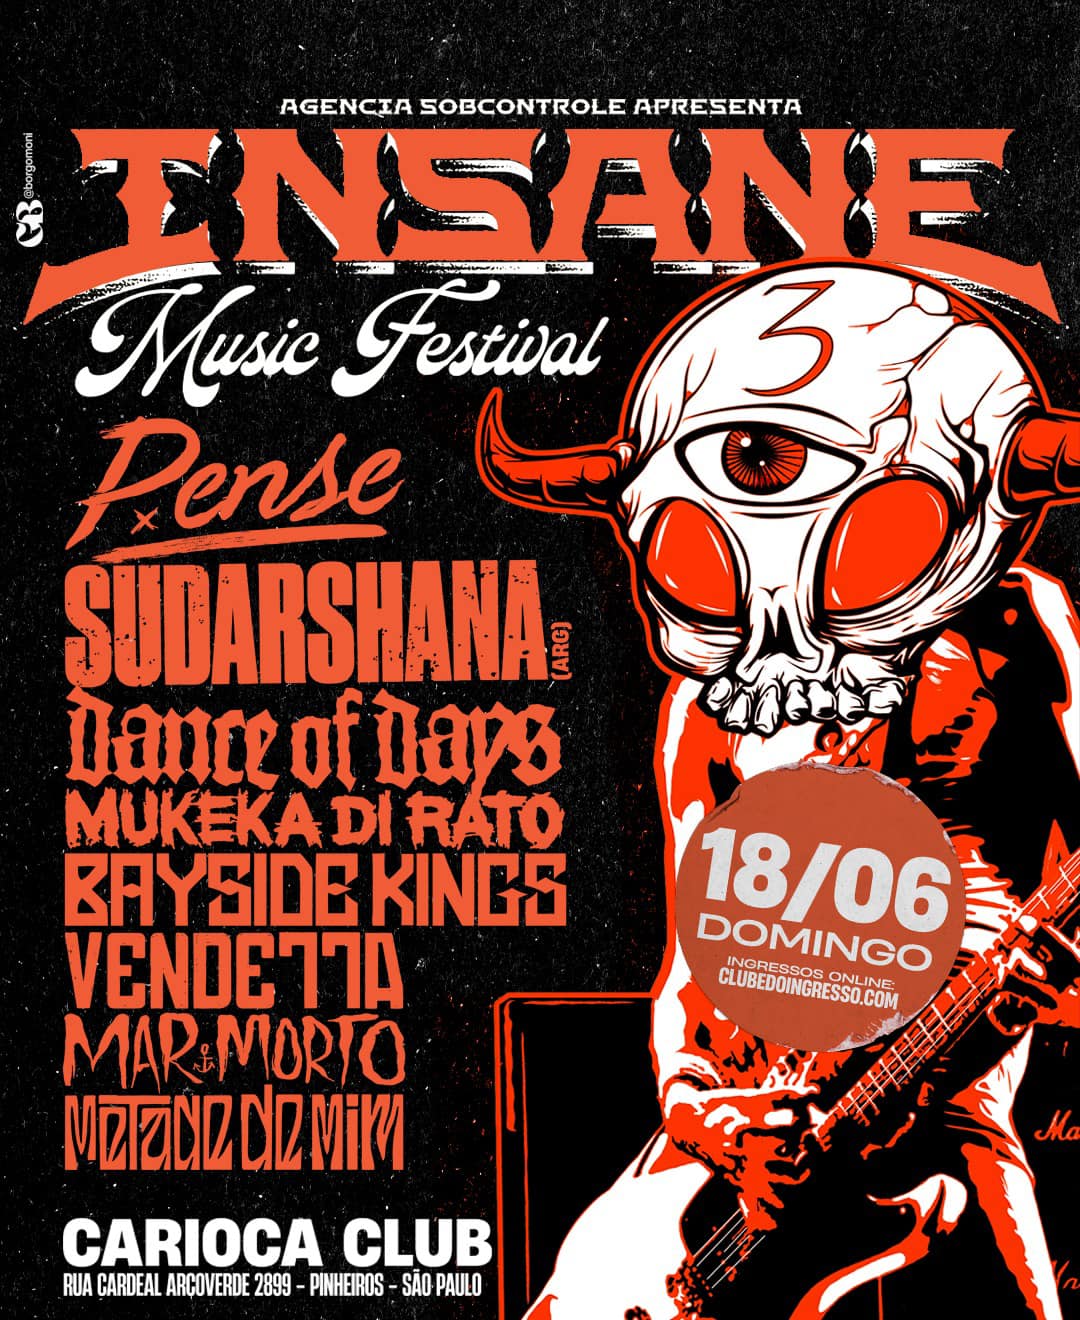 AGENCIA SOBCONTROLE APRESENTA
INSANE
Music Festival
@borgomoni
3
Pense
SUDARSHANA (ARG)
Dance of Days
MUKEKA DI RATO
BAYSIDE KINGS
VENDETTA
MAR MORTO
METADE DE MIM
18/06
DOMINGO
INGRESSOS ONLINE:
CLUBEDOINGRESSO.COM
Ma
CARIOCA CLUB
RUA CARDEAL ARCOVERDE 2899 - PINHEIROS - SÃO PAULO